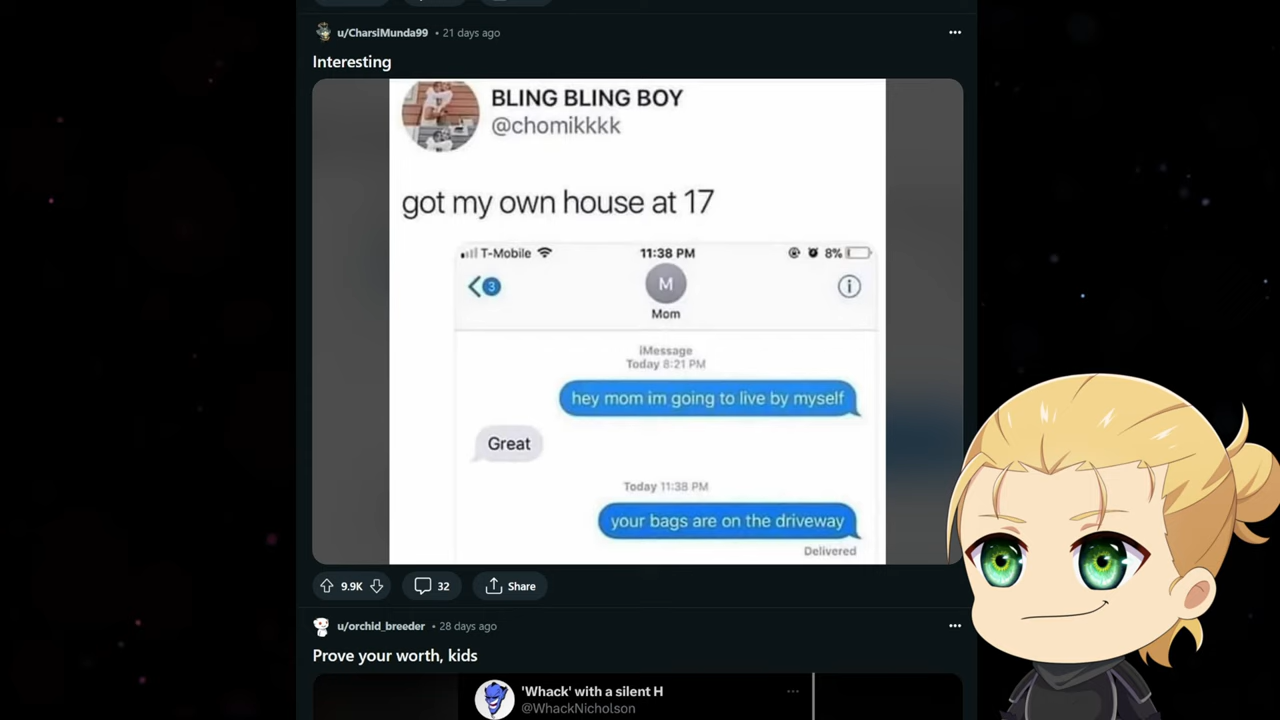 u/CharsiMunda99 • 21 days ago
Interesting
BLING BLING BOY
@chomikkkk
got my own house at 17
T-Mobile 11:38 PM 8%
3
M
Mom
iMessage
Today 8:21 PM
hey mom im going to live by myself
Great
Today 11:38 PM
your bags are on the driveway
Delivered
9.9K 32 Share
u/orchid_breeder • 28 days ago
Prove your worth, kids
'Whack' with a silent H
@WhackNicholson